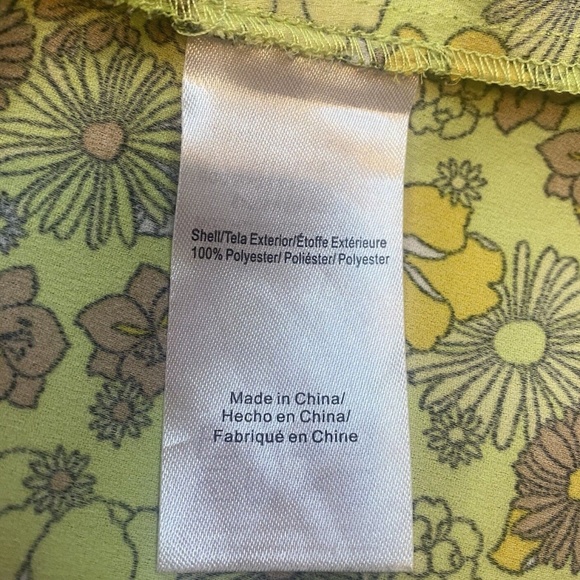 Shell/Tela Exterior/Étoffe Extérieure
100% Polyester/ Poliéster/ Polyester
Made in China/
Hecho en China/
Fabriqué en Chine